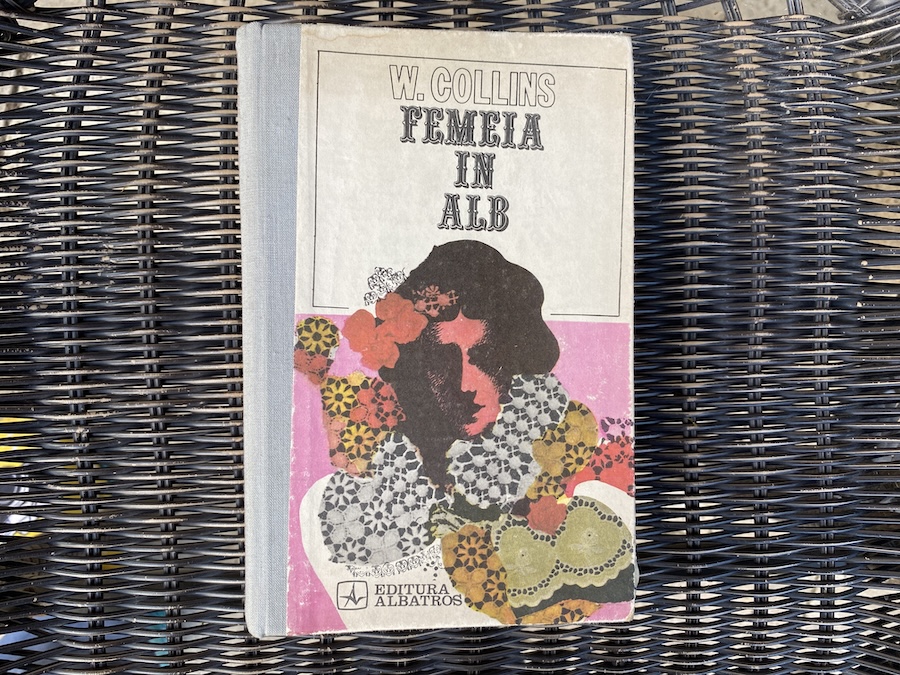 W. COLLINS
FEMEIA
IN
ALB
EDITURA
ALBATROS